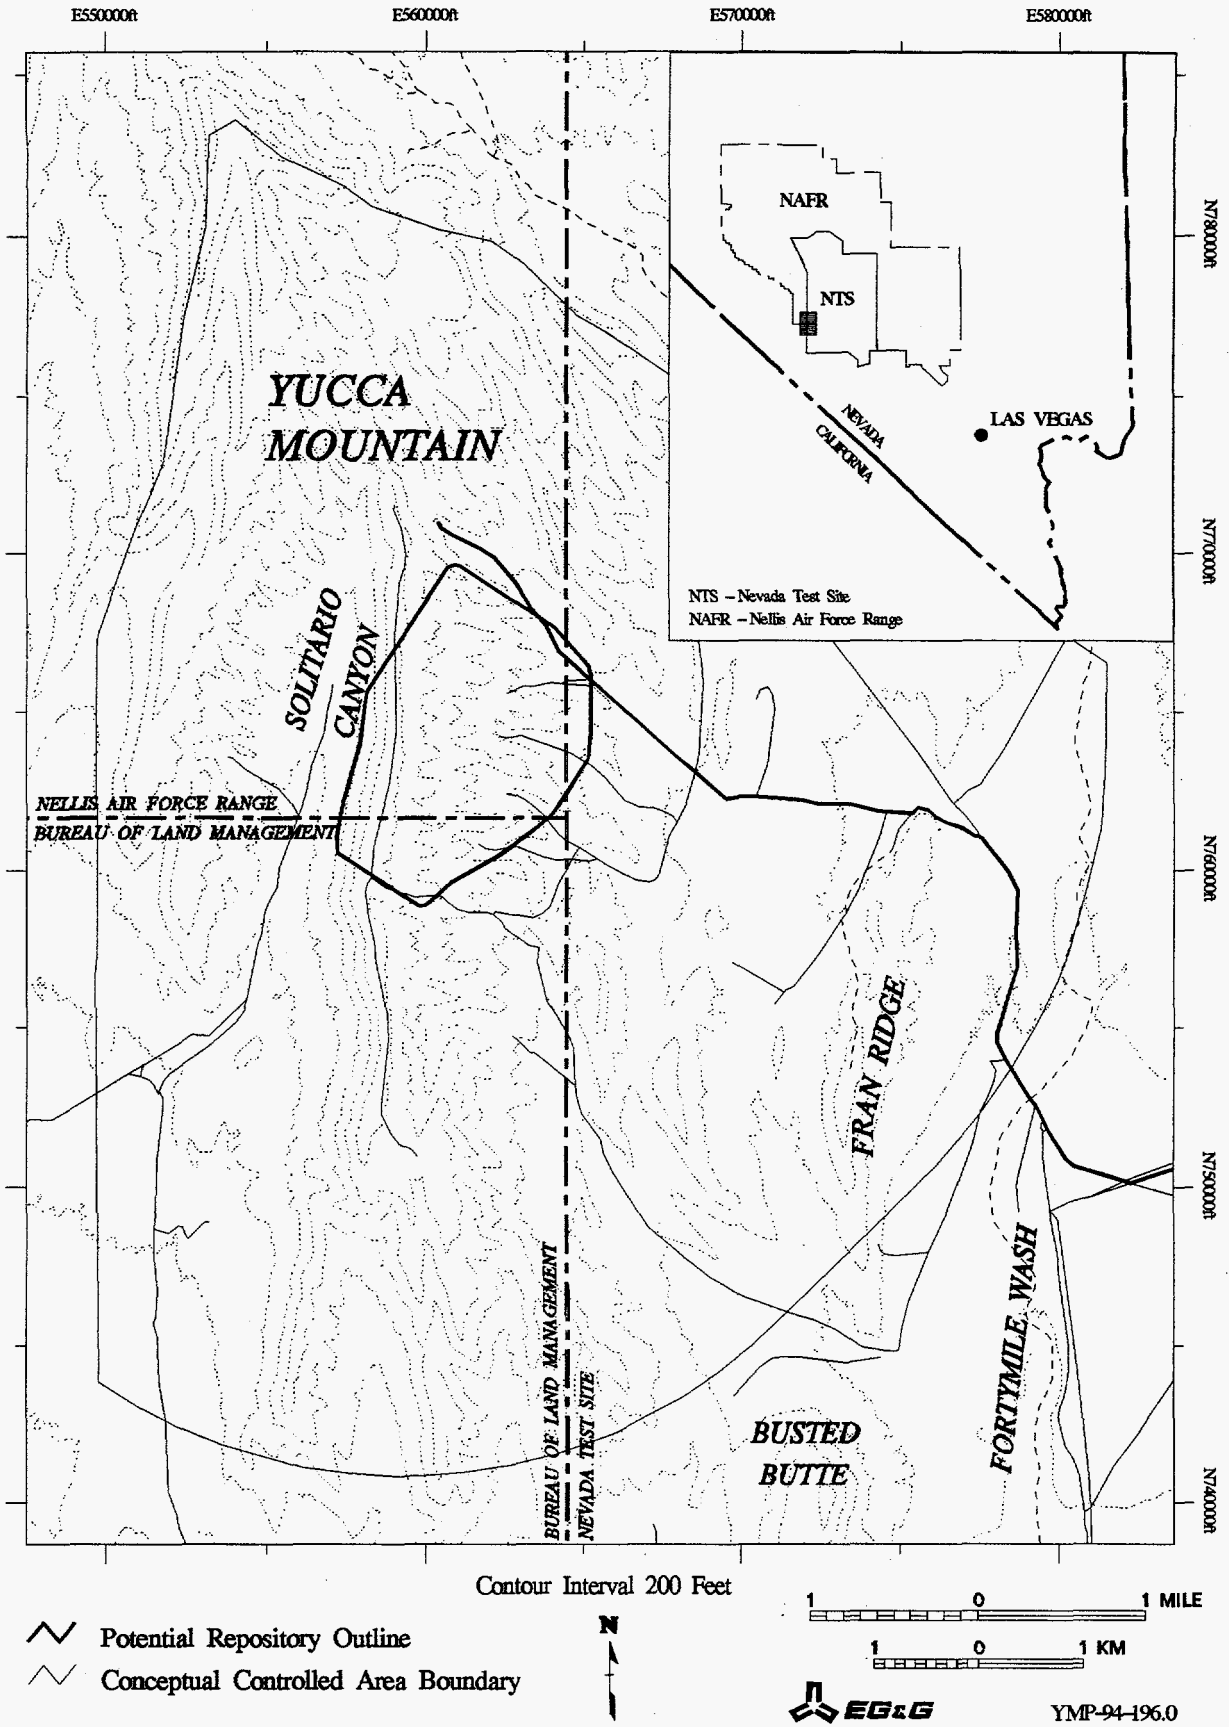 E550000ft E560000ft E570000ft E580000ft
NAFR
NTS
NEVADA
CALIFORNIA
LAS VEGAS
NTS – Nevada Test Site
NAFR – Nellis Air Force Range
N780000ft
N770000ft
N760000ft
N750000ft
N740000ft
YUCCA
MOUNTAIN
SOLITARIO
CANYON
NELLIS AIR FORCE RANGE
BUREAU OF LAND MANAGEMENT
FRAN RIDGE
FORTYMILE WASH
BUREAU OF LAND MANAGEMENT
NEVADA TEST SITE
BUSTED
BUTTE
Contour Interval 200 Feet
Potential Repository Outline
Conceptual Controlled Area Boundary
N
1 0 1 MILE
1 0 1 KM
EG&G
YMP-94-196.0